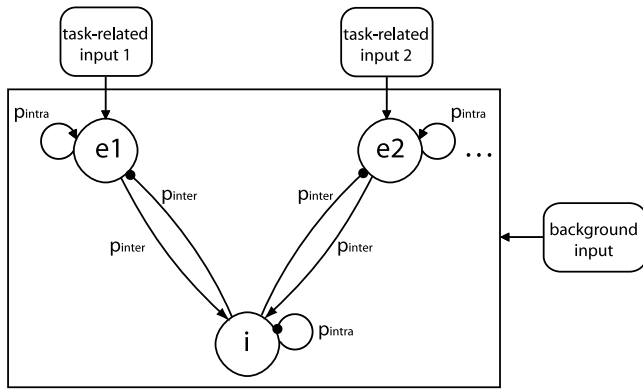 task-related
input 1
task-related
input 2
pintra
e1
e2
pintra
...
pinter
pinter
pinter
pinter
background
input
i
pintra